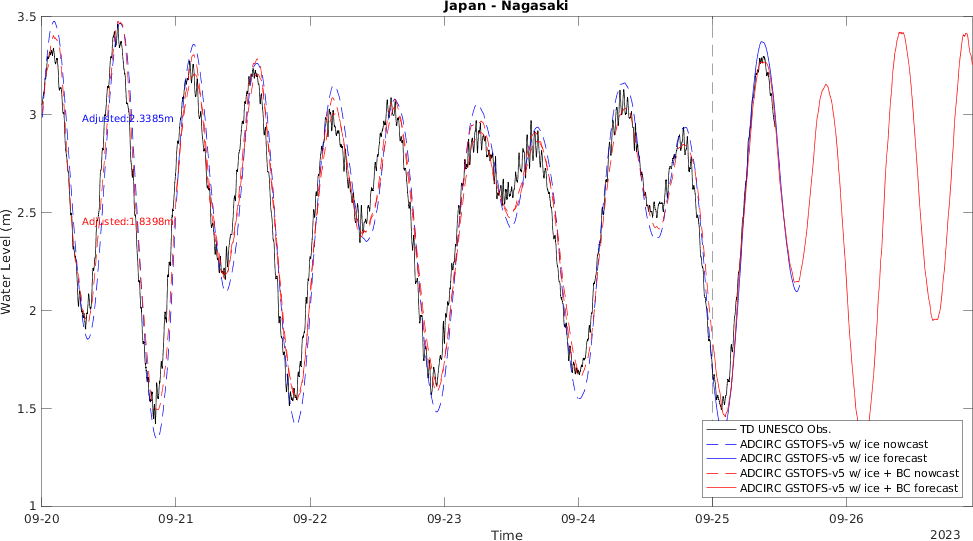 Japan - Nagasaki
3.5
3
2.5
2
1.5
1
Water Level (m)
Adjusted:2.3385m
Adjusted:1.8398m
TD UNESCO Obs.
ADCIRC GSTOFS-v5 w/ ice nowcast
ADCIRC GSTOFS-v5 w/ ice forecast
ADCIRC GSTOFS-v5 w/ ice + BC nowcast
ADCIRC GSTOFS-v5 w/ ice + BC forecast
09-20 09-21 09-22 09-23 09-24 09-25 09-26
Time
2023